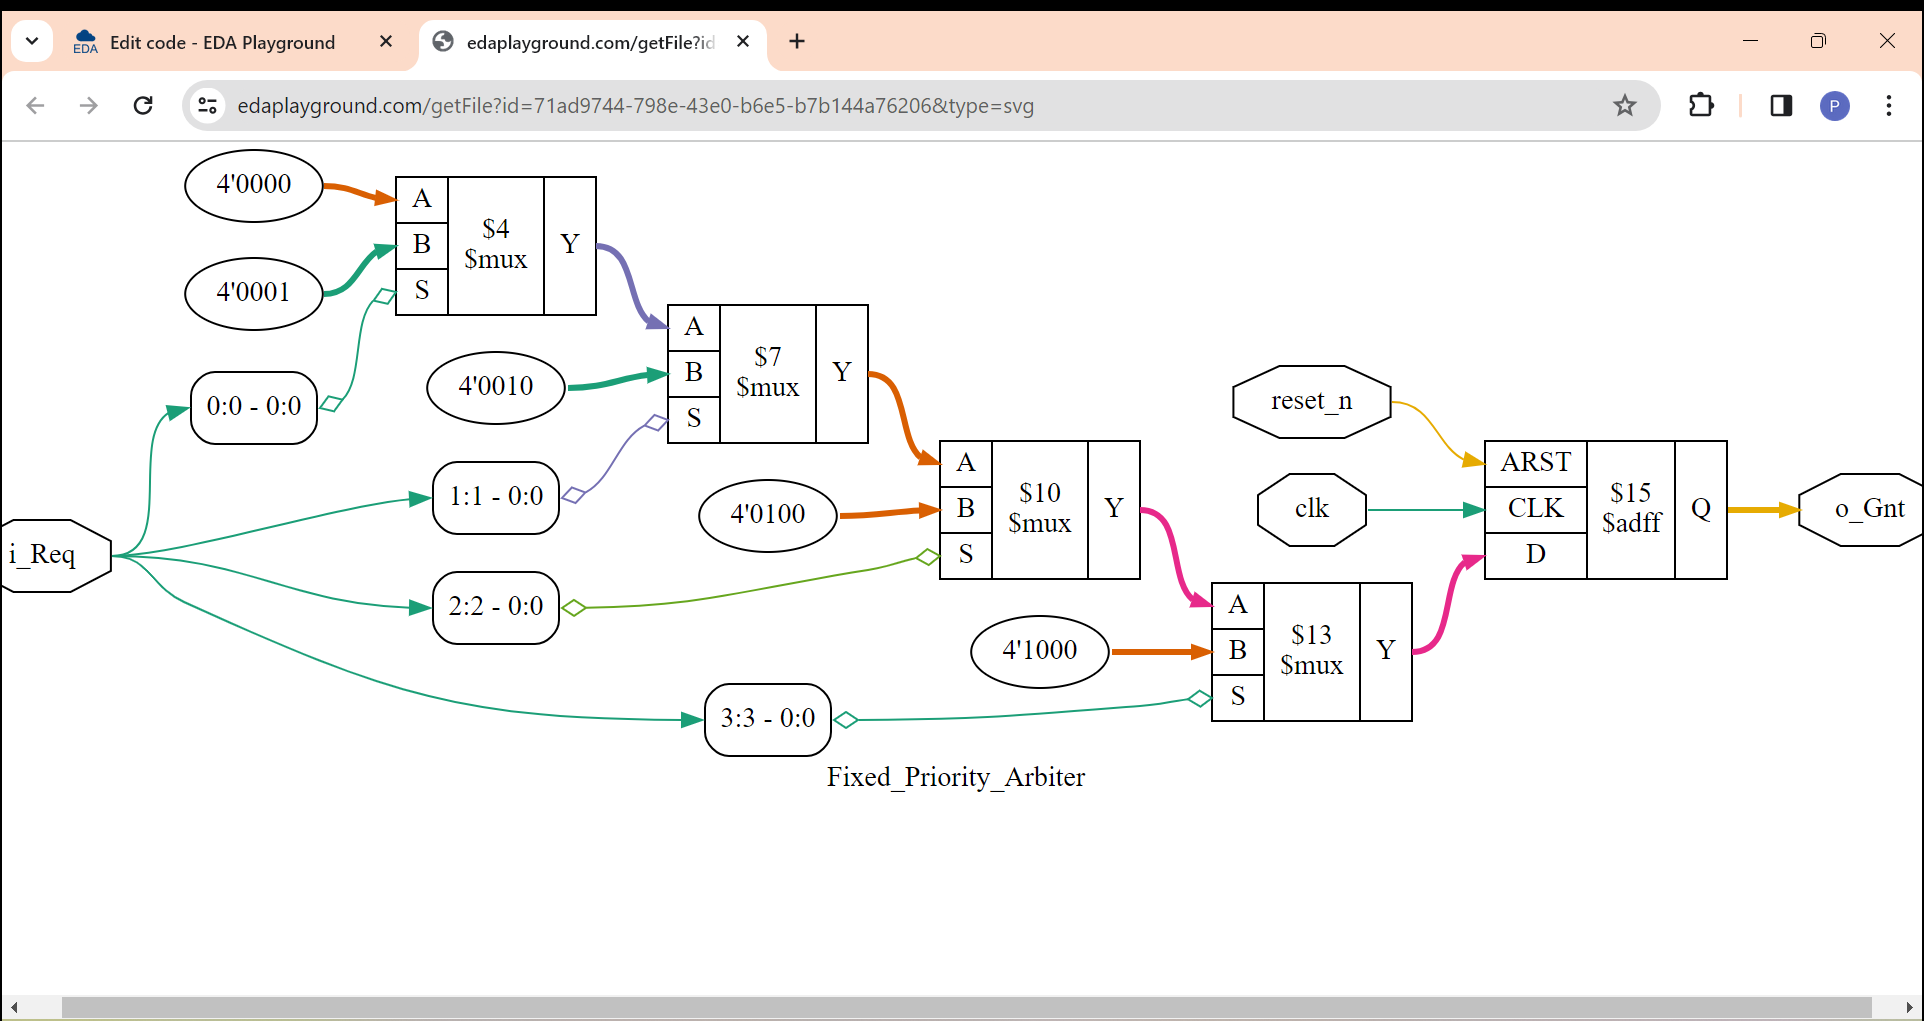 Edit code - EDA Playground
edaplayground.com/getFile?id
EDA
edaplayground.com/getFile?id=71ad9744-798e-43e0-b6e5-b7b144a76206&type=svg
P
4'0000
4'0001
A
B
S
$4
$mux
Y
0:0 - 0:0
4'0010
A
B
S
$7
$mux
Y
1:1 - 0:0
4'0100
A
B
S
$10
$mux
Y
i_Req
2:2 - 0:0
4'1000
A
B
S
$13
$mux
Y
3:3 - 0:0
reset_n
clk
ARST
CLK
D
$15
$adff
Q
o_Gnt
Fixed_Priority_Arbiter